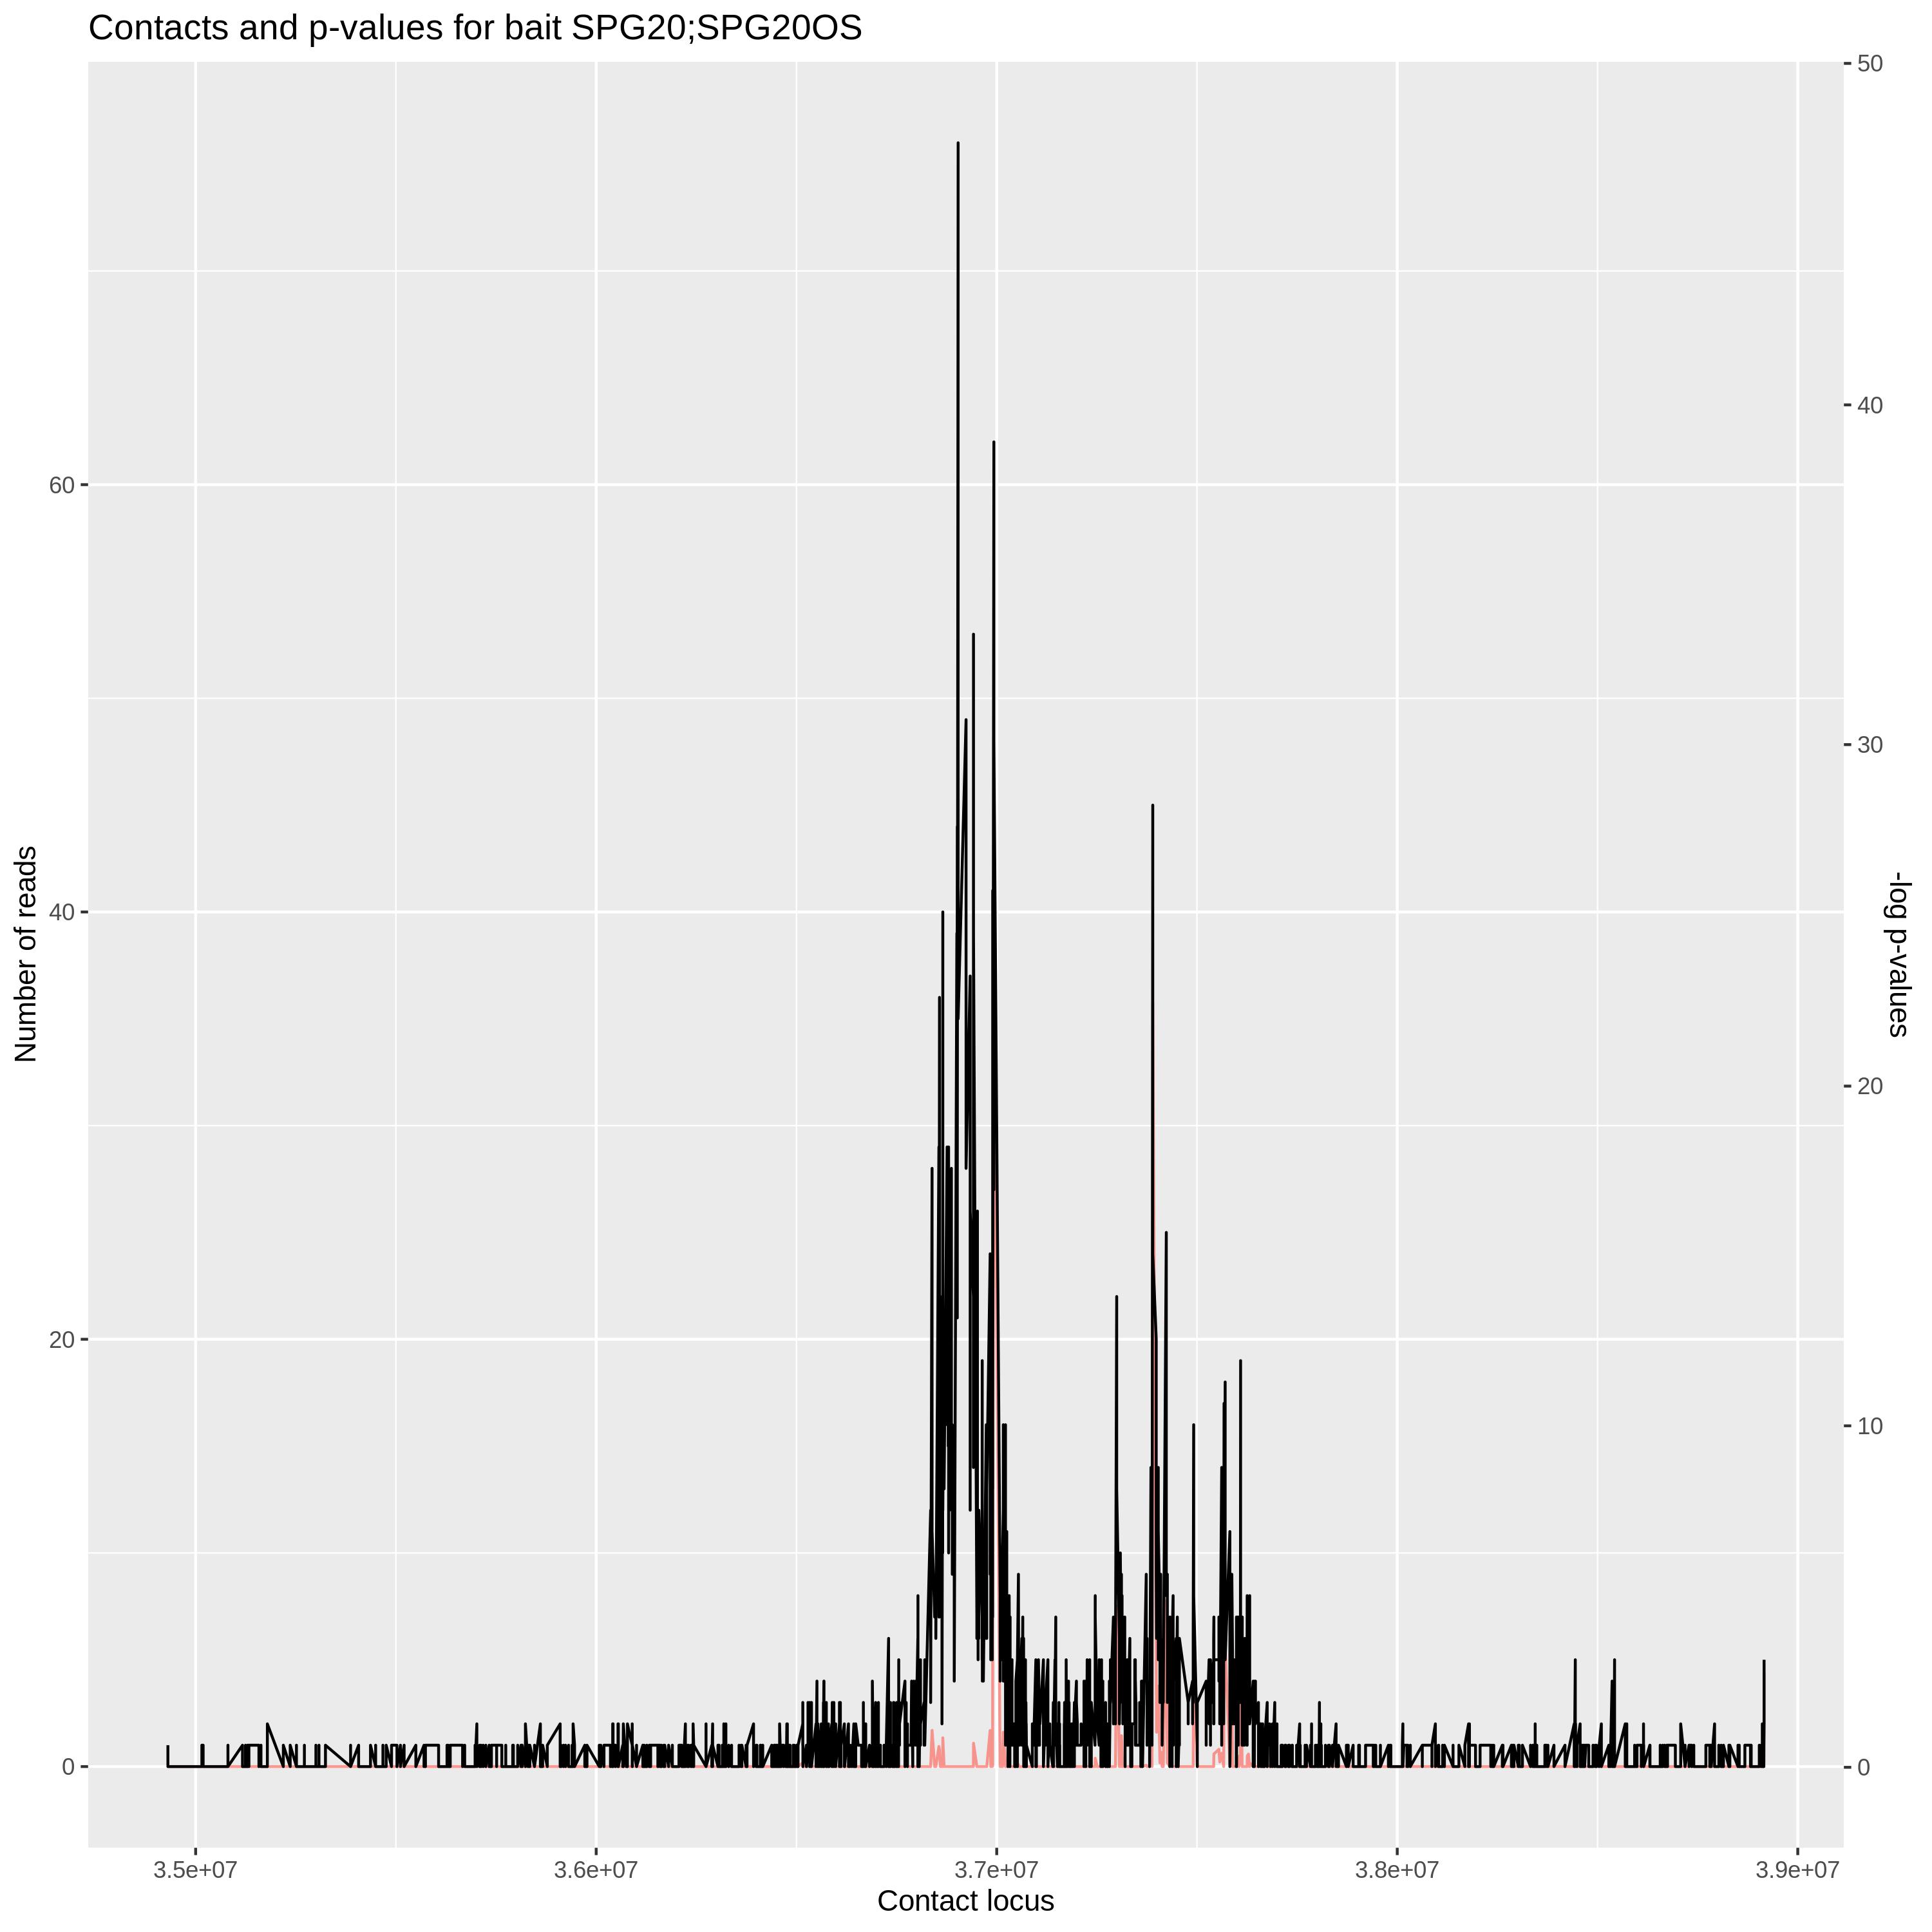 Contacts and p-values for bait SPG20;SPG20OS
50
40
60
30
40
20
20
10
0
0
Number of reads
-log p-values
3.5e+07
3.6e+07
3.7e+07
3.8e+07
3.9e+07
Contact locus